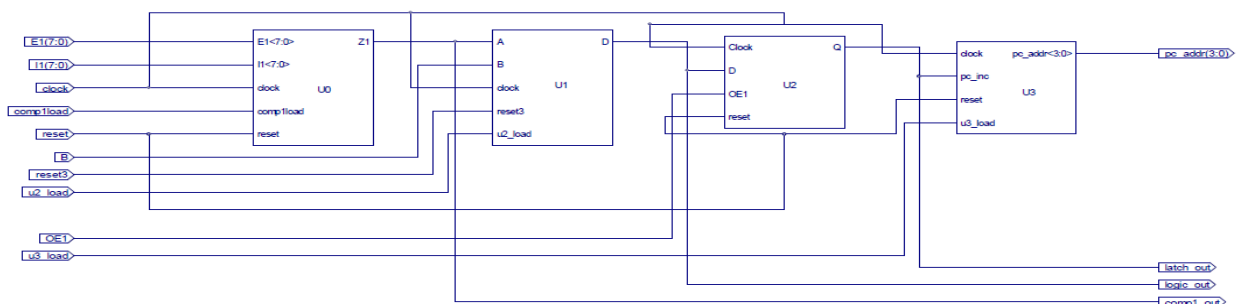 E1(7:0)
I1(7:0)
clock
comp1load
reset
B
reset3
u2_load
OE1
u3_load
E1<7:0>
Z1
I1<7:0>
clock
U0
comp1load
reset
A
D
B
clock
U1
reset3
u2_load
Clock
Q
D
U2
OE1
reset
clock
pc_addr<3:0>
pc_inc
reset
U3
u3_load
pc_addr(3:0)
latch_out
logic_out
comp1_out